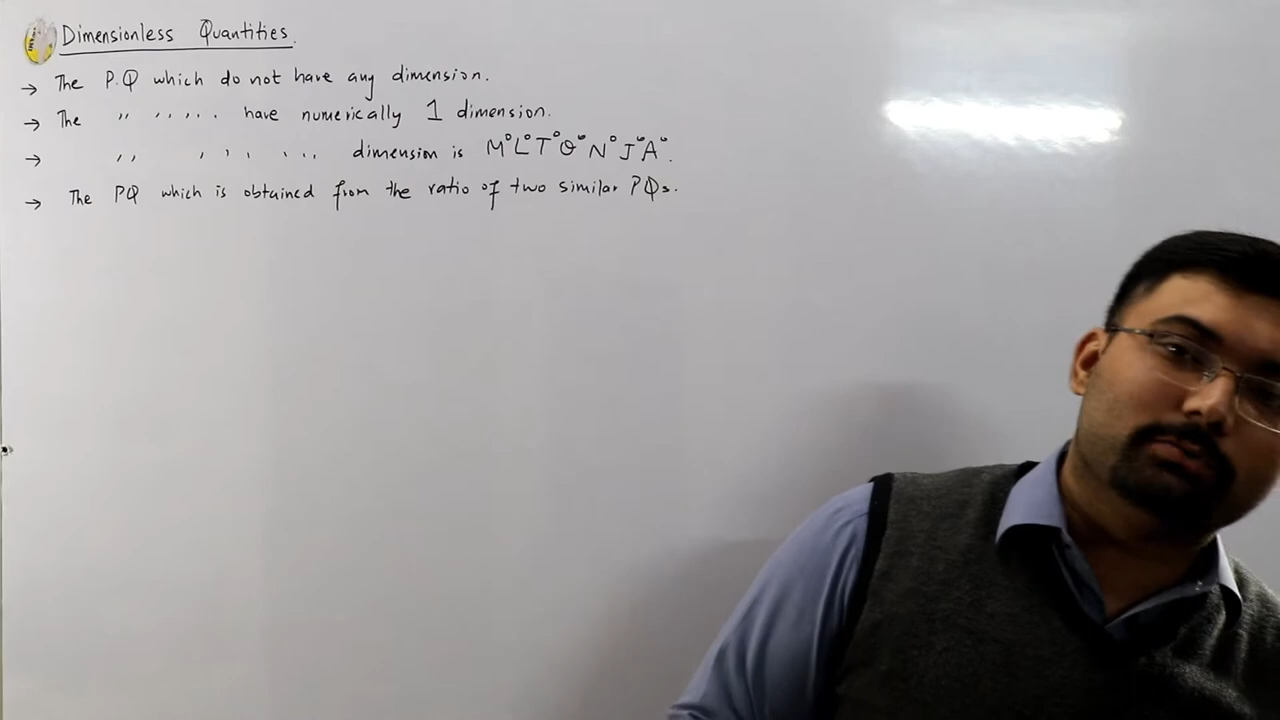 Dimensionless Quantities.
→ The P.Q which do not have any dimension.
→ The " " " have numerically 1 dimension.
→ " " " dimension is M⁰L⁰T⁰θ⁰N⁰J⁰A⁰.
→ The PQ which is obtained from the ratio of two similar PQs.